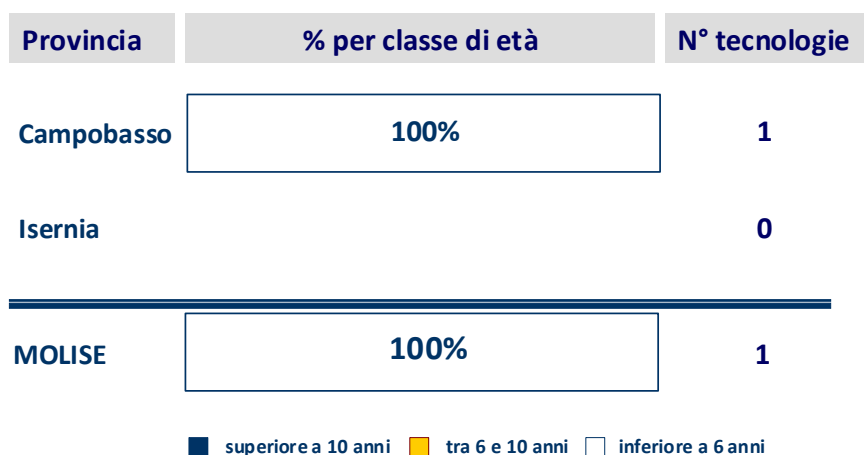 Provincia % per classe di età N° tecnologie
Campobasso 100% 1
Isernia 0
MOLISE 100% 1
superiore a 10 anni tra 6 e 10 anni inferiore a 6 anni